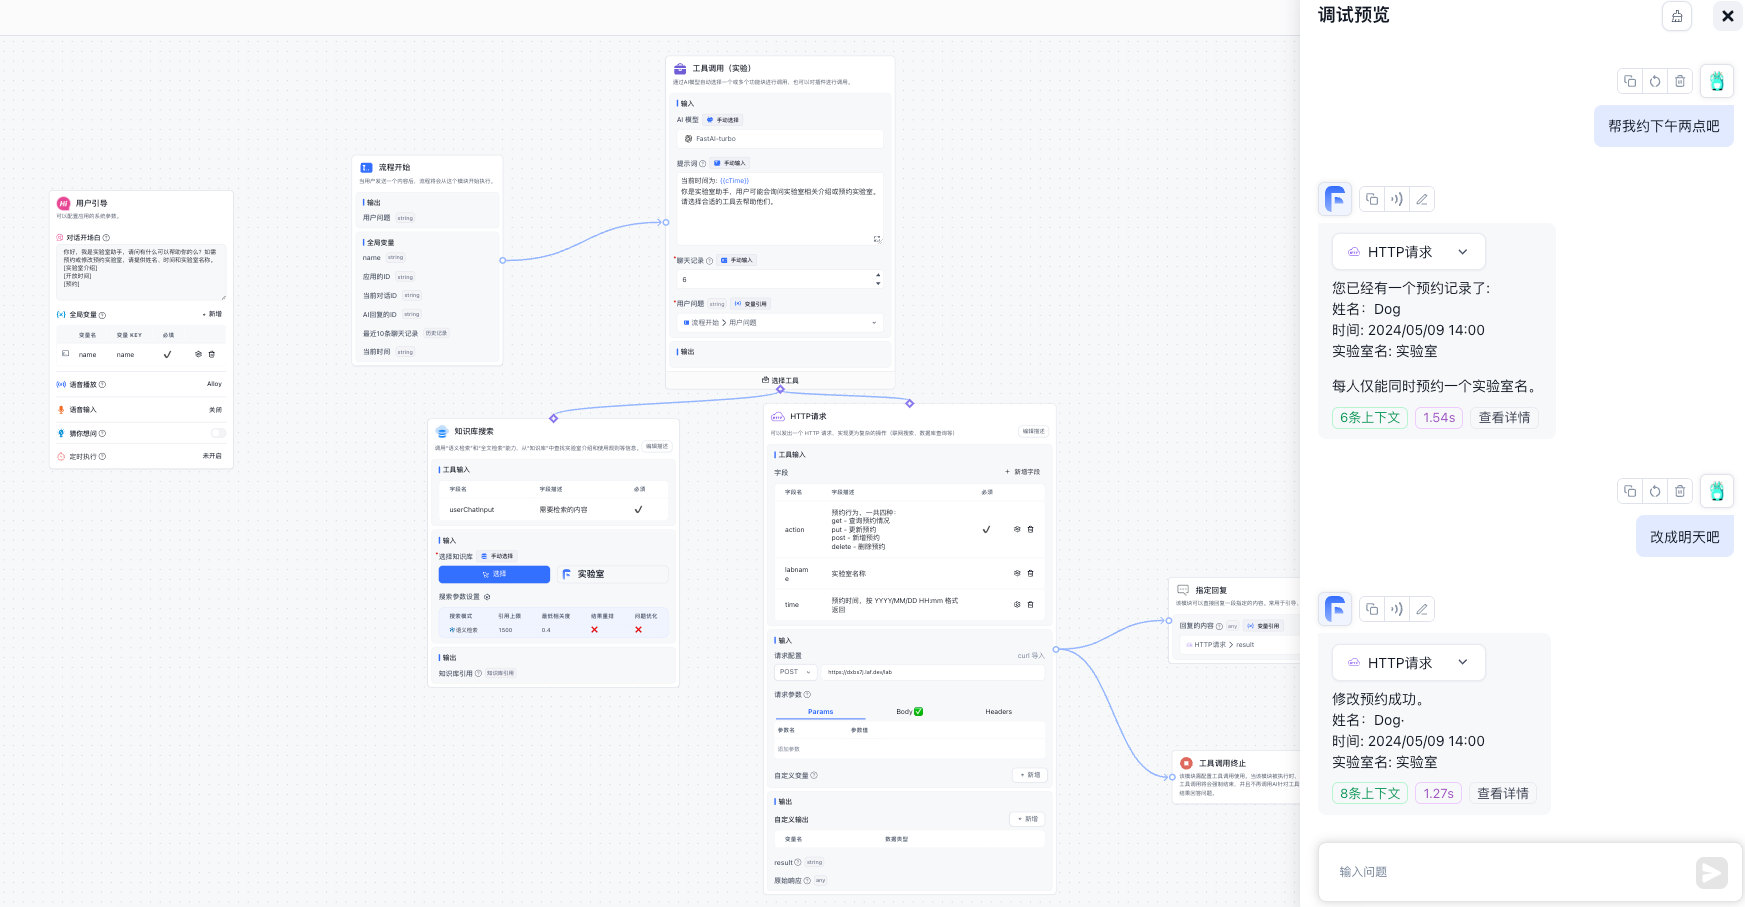 用户引导
可以配置应用的系统参数。
对话开场白
你好，我是实验室助手，请问有什么可以帮助你的么？如需
预约或修改预约实验室，请提供姓名、时间和实验室名称。
[实验室介绍]
[开放时间]
[预约]
全局变量
+ 新增
变量名 变量 KEY 必填
name name
语音播放 Alloy
语音输入 关闭
猜你想问
定时执行 未开启
流程开始
当用户发送一个内容后，流程将会从这个模块开始执行。
输出
用户问题 string
全局变量
name string
应用的ID string
当前对话ID string
AI回复的ID string
最近10条聊天记录 历史记录
当前时间 string
工具调用（实验）
通过AI模型自动选择一个或多个功能块进行调用，也可以对插件进行调用。
输入
AI 模型 手动选择
FastAI-turbo
提示词 手动输入
当前时间为: {{cTime}}
你是实验室助手，用户可能会询问实验室相关介绍或预约实验室。
请选择合适的工具去帮助他们。
*聊天记录 手动输入
6
*用户问题 string 变量引用
流程开始 > 用户问题
输出
选择工具
知识库搜索
调用“语义检索”和“全文检索”能力，从“知识库”中查找实验室介绍和使用规则等信息。
编辑描述
工具输入
字段名 字段描述 必须
userChatInput 需要检索的内容
输入
*选择知识库 手动选择
选择 实验室
搜索参数设置
搜索模式 引用上限 最低相关度 结果重排 问题优化
语义检索 1500 0.4
输出
知识库引用 知识库引用
HTTP请求
可以发出一个 HTTP 请求，实现更为复杂的操作（联网搜索、数据库查询等）
编辑描述
工具输入
字段 + 新增字段
字段名 字段描述 必须
action
预约行为，一共四种：
get - 查询预约情况
put - 更新预约
post - 新增预约
delete - 删除预约
labnam
e
实验室名称
time
预约时间，按 YYYY/MM/DD HH:mm 格式
返回
输入
请求配置 curl 导入
POST https://dxba7j.laf.dev/lab
请求参数
Params Body Headers
参数名 参数值
添加参数
自定义变量 + 新增
输出
自定义输出 + 新增
变量名 数据类型
result string
原始响应 any
指定回复
该模块可以直接回复一段指定的内容。常用于引导、
回复的内容 any 变量引用
HTTP请求 > result
工具调用终止
该模块需配置工具调用使用。当该模块被执行时，
工具调用将会强制结束，并且不再调用AI针对工具
结果回答问题。
调试预览
帮我约下午两点吧
HTTP请求
您已经有一个预约记录了:
姓名：Dog
时间: 2024/05/09 14:00
实验室名: 实验室
每人仅能同时预约一个实验室名。
6条上下文 1.54s 查看详情
改成明天吧
HTTP请求
修改预约成功。
姓名：Dog·
时间: 2024/05/09 14:00
实验室名: 实验室
8条上下文 1.27s 查看详情
输入问题